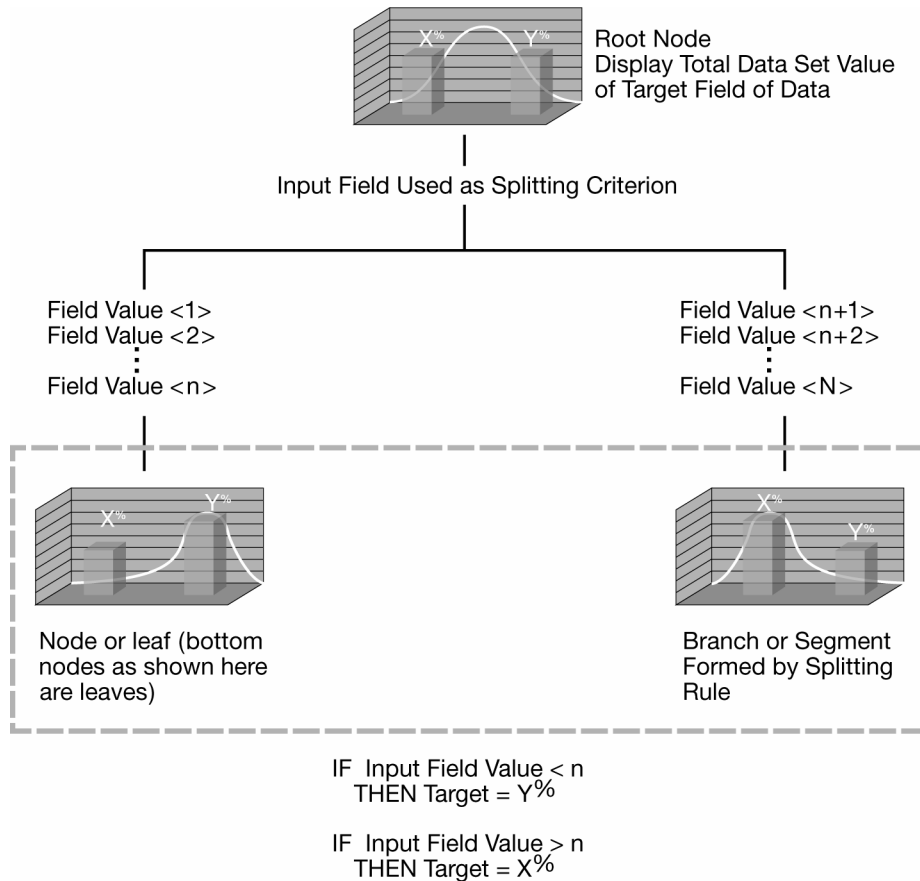 X%
Y%
Root Node
Display Total Data Set Value
of Target Field of Data
Input Field Used as Splitting Criterion
Field Value <1>
Field Value <2>
Field Value <n>
Field Value <n+1>
Field Value <n+2>
Field Value <N>
X%
Y%
X%
Y%
Node or leaf (bottom
nodes as shown here
are leaves)
Branch or Segment
Formed by Splitting
Rule
IF Input Field Value < n
THEN Target = Y%
IF Input Field Value > n
THEN Target = X%